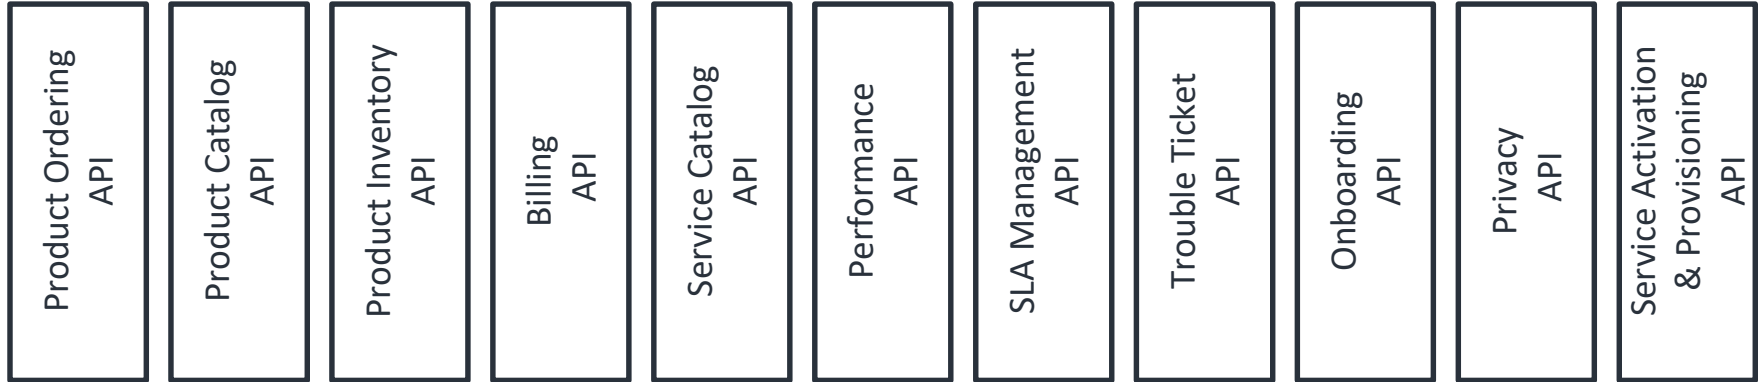 Product Ordering
API
Product Catalog
API
Product Inventory
API
Billing
API
Service Catalog
API
Performance
API
SLA Management
API
Trouble Ticket
API
Onboarding
API
Privacy
API
Service Activation
& Provisioning
API